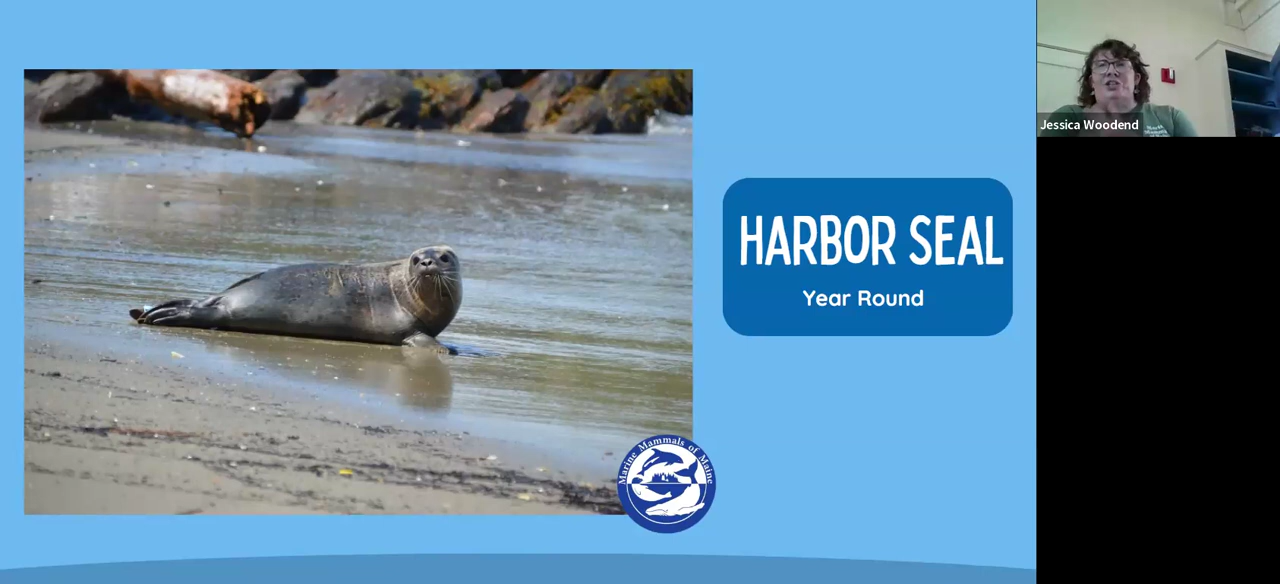 HARBOR SEAL
Year Round
Marine Mammals of Maine
Jessica Woodend